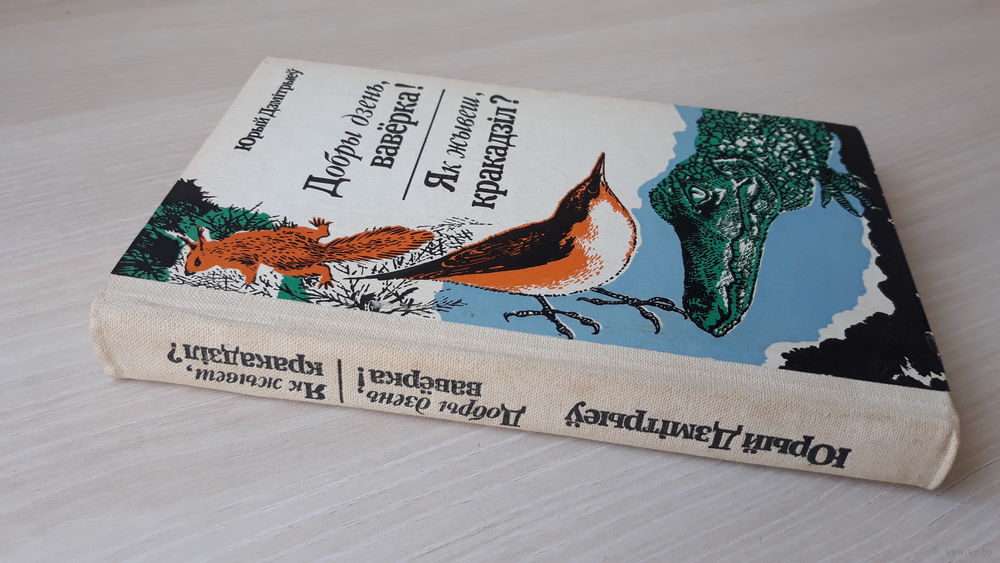 Юрый Дзмітрыеў
Добры дзень,
вавёрка!
Як жывеш,
кракадзіл?
Юрый Дзмітрыеў
Добры дзень
вавёрка!
Як жывеш,
кракадзіл?